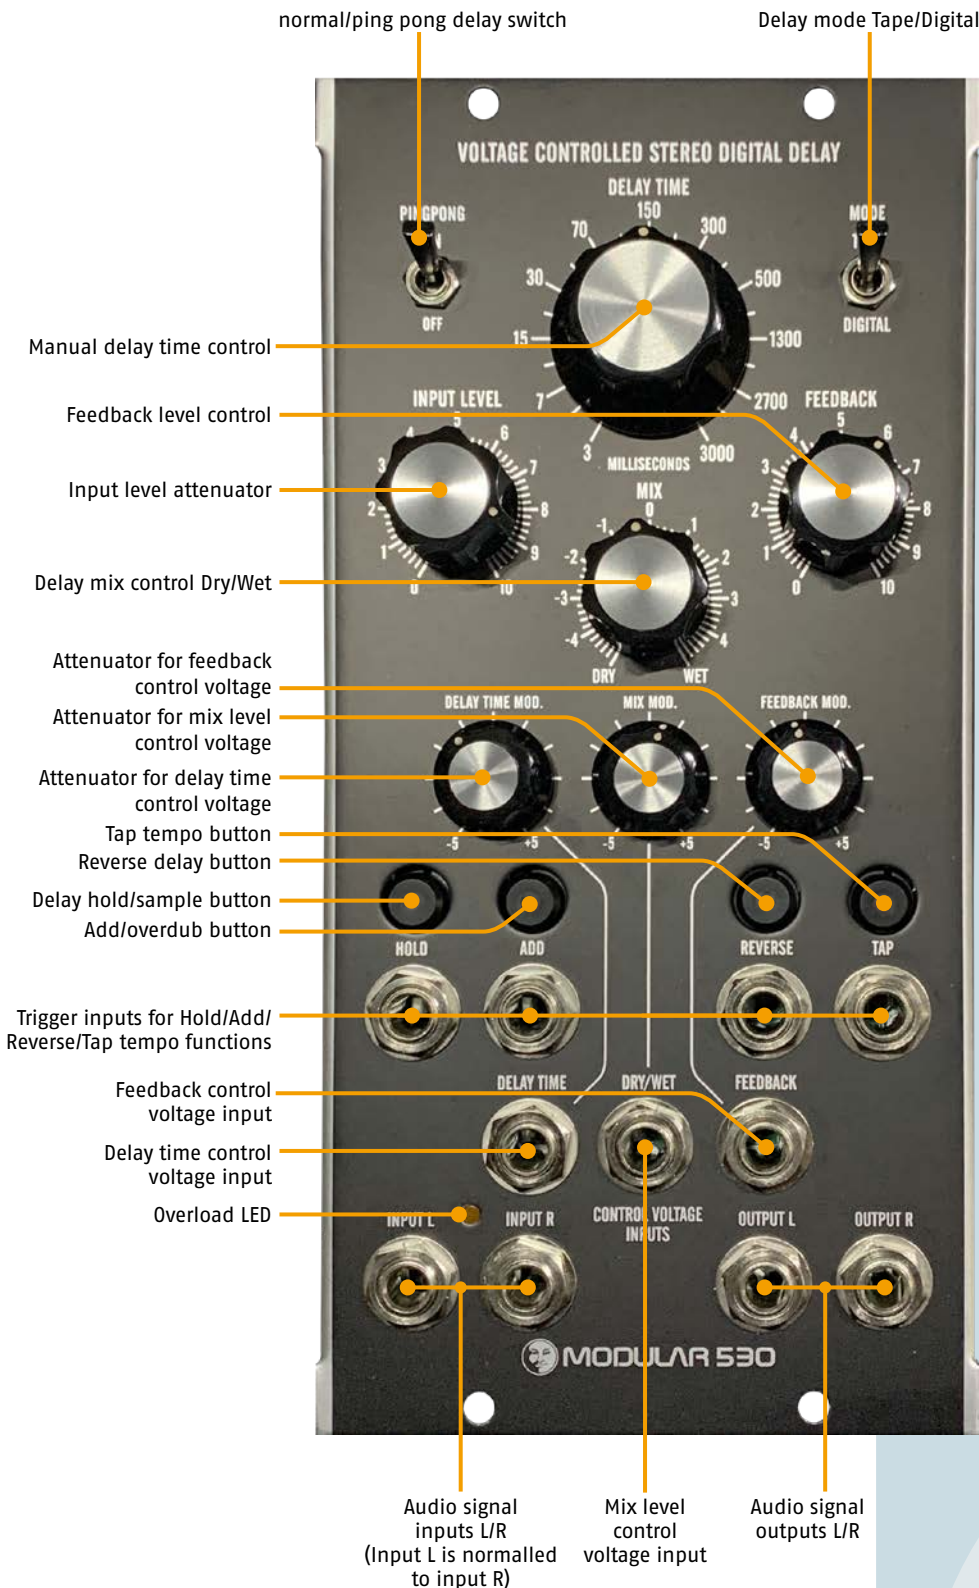 normal/ping pong delay switch
Delay mode Tape/Digital
VOLTAGE CONTROLLED STEREO DIGITAL DELAY
DELAY TIME
PINGPONG
MODE
150
70
300
30
500
OFF
DIGITAL
15
1300
Manual delay time control
7
2700
3
3000
MILLISECONDS
INPUT LEVEL
FEEDBACK
Feedback level control
5
5
4
6
4
6
3
7
3
7
Input level attenuator
2
8
2
8
1
9
1
9
0
10
0
10
MIX
0
-1
1
-2
2
Delay mix control Dry/Wet
-3
3
-4
4
DRY
WET
Attenuator for feedback
control voltage
DELAY TIME MOD.
MIX MOD.
FEEDBACK MOD.
Attenuator for mix level
control voltage
Attenuator for delay time
control voltage
Tap tempo button
-5
+5
-5
+5
-5
+5
Reverse delay button
Delay hold/sample button
Add/overdub button
HOLD
ADD
REVERSE
TAP
Trigger inputs for Hold/Add/
Reverse/Tap tempo functions
DELAY TIME
DRY/WET
FEEDBACK
Feedback control
voltage input
Delay time control
voltage input
Overload LED
INPUT L
INPUT R
CONTROL VOLTAGE
INPUTS
OUTPUT L
OUTPUT R
MODULAR 530
Audio signal
inputs L/R
(Input L is normalled
to input R)
Mix level
control
voltage input
Audio signal
outputs L/R